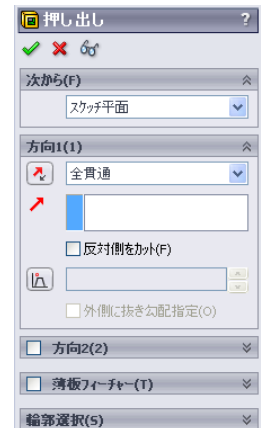 押し出し ?
次から(F)
スケッチ平面
方向1(1)
全貫通
反対側をカット(F)
外側に抜き勾配指定(O)
方向2(2)
薄板フィーチャー(T)
輪郭選択(S)